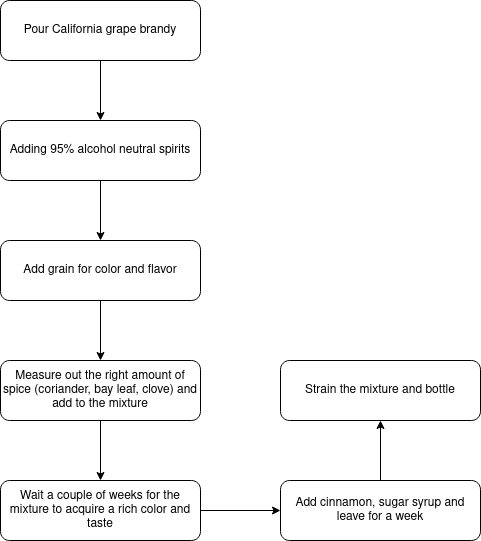 Pour California grape brandy
Adding 95% alcohol neutral spirits
Add grain for color and flavor
Measure out the right amount of
spice (coriander, bay leaf, clove) and
add to the mixture
Wait a couple of weeks for the
mixture to acquire a rich color and
taste
Add cinnamon, sugar syrup and
leave for a week
Strain the mixture and bottle